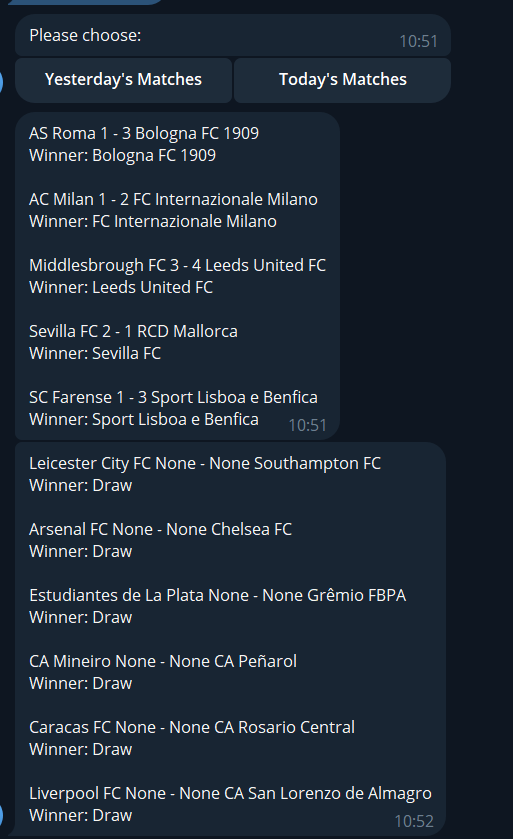 Please choose:
10:51
Yesterday's Matches
Today's Matches
AS Roma 1 - 3 Bologna FC 1909
Winner: Bologna FC 1909
AC Milan 1 - 2 FC Internazionale Milano
Winner: FC Internazionale Milano
Middlesbrough FC 3 - 4 Leeds United FC
Winner: Leeds United FC
Sevilla FC 2 - 1 RCD Mallorca
Winner: Sevilla FC
SC Farense 1 - 3 Sport Lisboa e Benfica
Winner: Sport Lisboa e Benfica
10:51
Leicester City FC None - None Southampton FC
Winner: Draw
Arsenal FC None - None Chelsea FC
Winner: Draw
Estudiantes de La Plata None - None Grêmio FBPA
Winner: Draw
CA Mineiro None - None CA Peñarol
Winner: Draw
Caracas FC None - None CA Rosario Central
Winner: Draw
Liverpool FC None - None CA San Lorenzo de Almagro
Winner: Draw
10:52